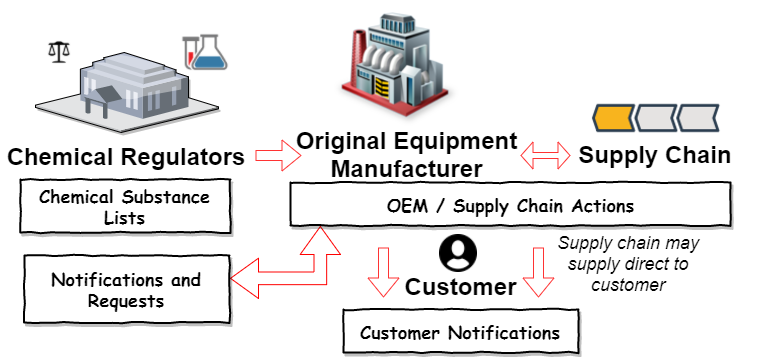 Chemical Regulators
Chemical Substance
Lists
Notifications and
Requests
Original Equipment
Manufacturer
Supply Chain
OEM / Supply Chain Actions
Supply chain may
supply direct to
customer
Customer
Customer Notifications